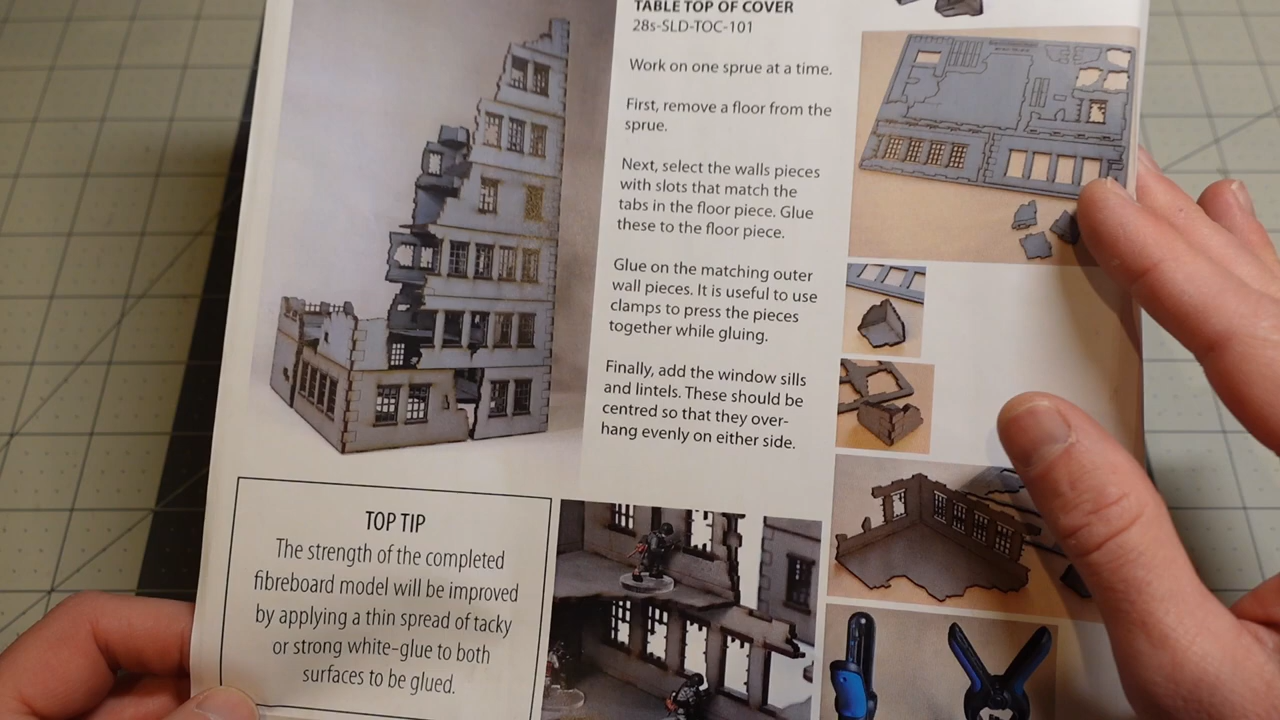 TABLE TOP OF COVER
28s-SLD-TOC-101
Work on one sprue at a time.
First, remove a floor from the
sprue.
Next, select the walls pieces
with slots that match the
tabs in the floor piece. Glue
these to the floor piece.
Glue on the matching outer
wall pieces. It is useful to use
clamps to press the pieces
together while gluing.
Finally, add the window sills
and lintels. These should be
centred so that they over-
hang evenly on either side.
TOP TIP
The strength of the completed
fibreboard model will be improved
by applying a thin spread of tacky
or strong white-glue to both
surfaces to be glued.